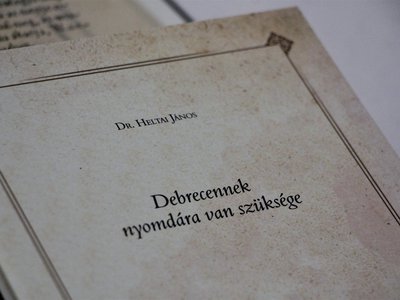 Dr. Heltai János
Debrecennek
nyomdára van szüksége